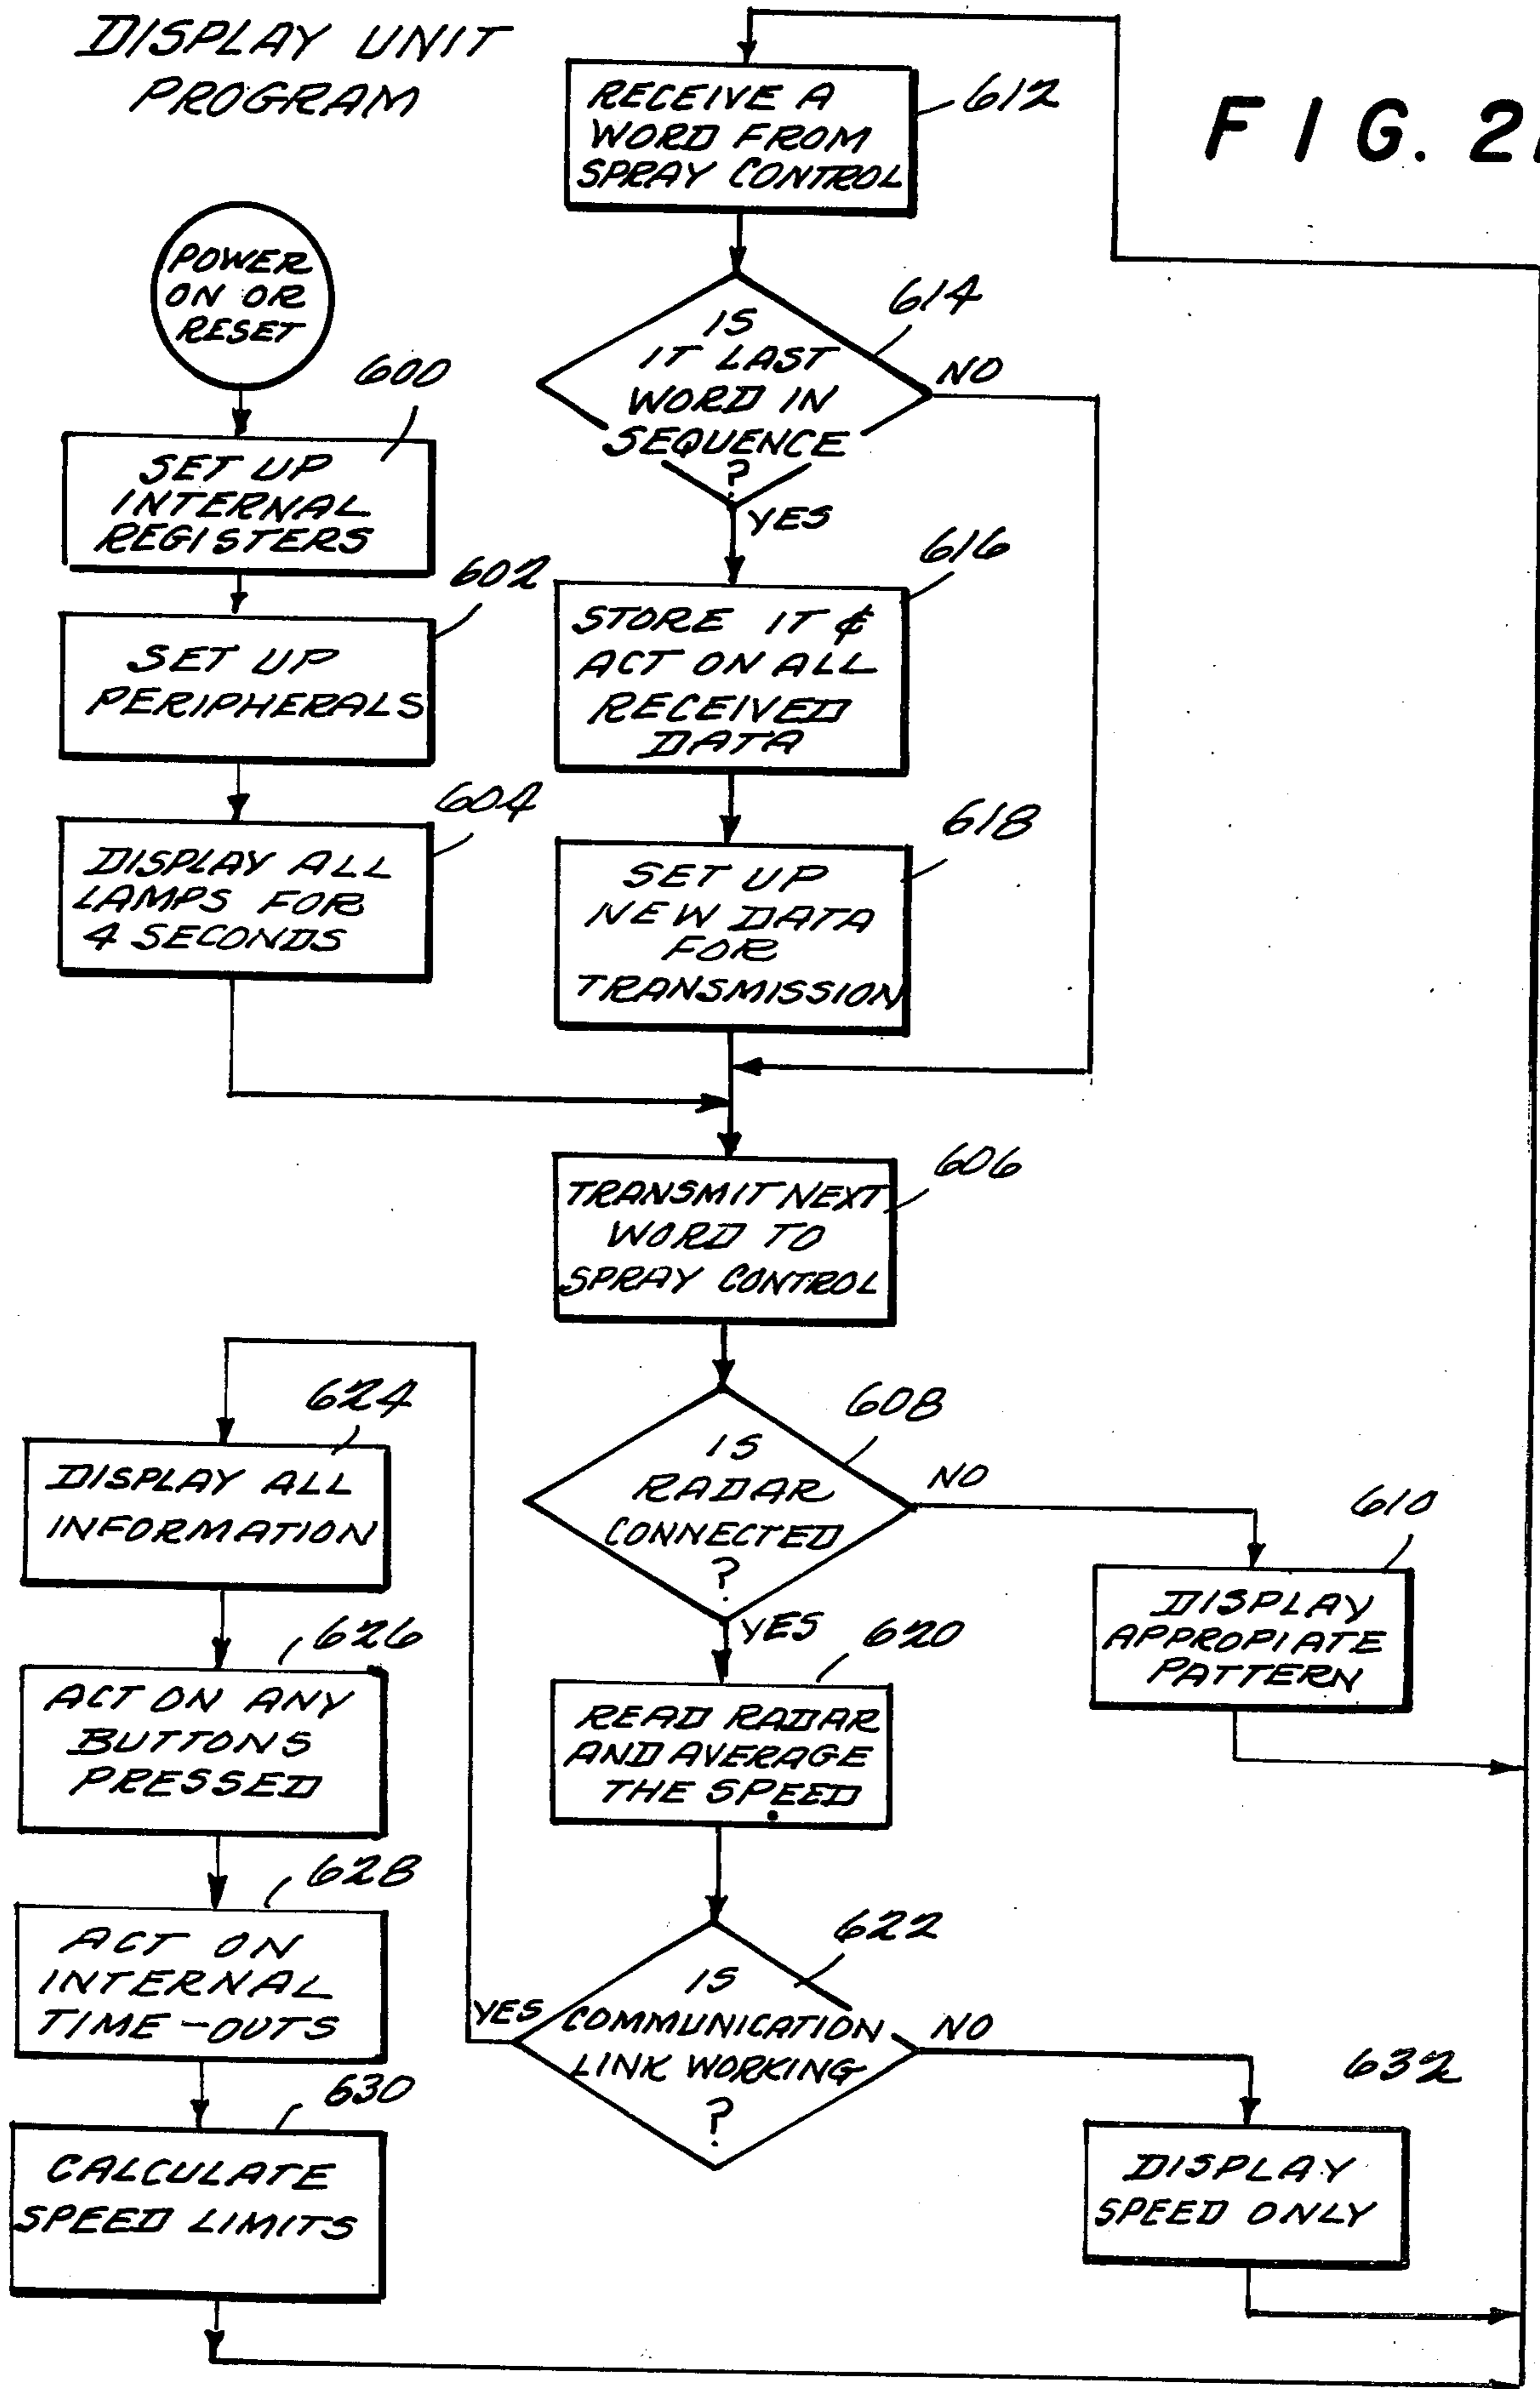 DISPLAY UNIT
PROGRAM
FIG. 2
POWER
ON OR
RESET
600
SET UP
INTERNAL
REGISTERS
602
SET UP
PERIPHERALS
604
DISPLAY ALL
LAMPS FOR
4 SECONDS
RECEIVE A
WORD FROM
SPRAY CONTROL
612
IS
IT LAST
WORD IN
SEQUENCE
?
614
NO
YES
616
STORE IT &
ACT ON ALL
RECEIVED
DATA
618
SET UP
NEW DATA
FOR
TRANSMISSION
606
TRANSMIT NEXT
WORD TO
SPRAY CONTROL
608
IS
RADAR
CONNECTED
?
NO
YES
610
DISPLAY
APPROPIATE
PATTERN
620
READ RADAR
AND AVERAGE
THE SPEED
622
IS
COMMUNICATION
LINK WORKING
?
YES
NO
632
DISPLAY
SPEED ONLY
624
DISPLAY ALL
INFORMATION
626
ACT ON ANY
BUTTONS
PRESSED
628
ACT ON
INTERNAL
TIME-OUTS
630
CALCULATE
SPEED LIMITS